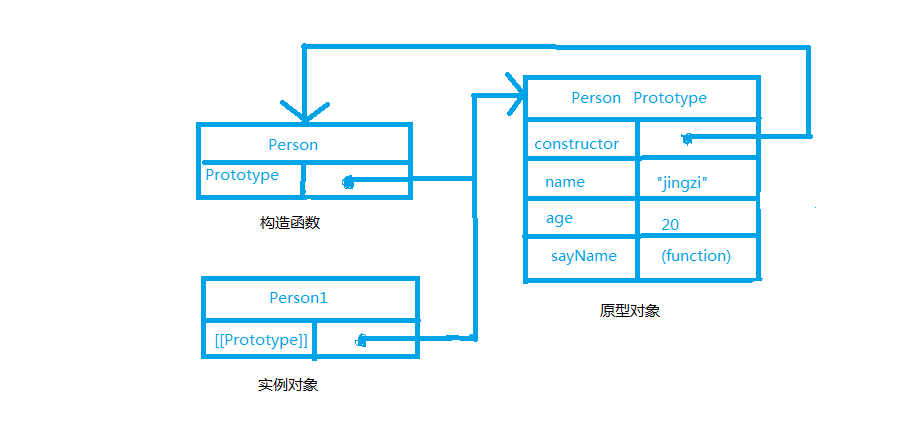 Person
Prototype
构造函数
Person Prototype
constructor
name "jingzi"
age 20
sayName (function)
原型对象
Person1
[[Prototype]]
实例对象